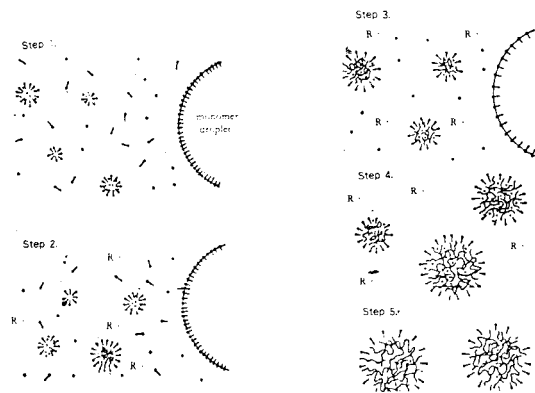 Step 1.
monomer
droplet
Step 2.
R ·
R ·
R ·
R ·
Step 3.
R ·
R ·
R ·
R ·
Step 4.
R ·
R ·
R ·
Step 5.